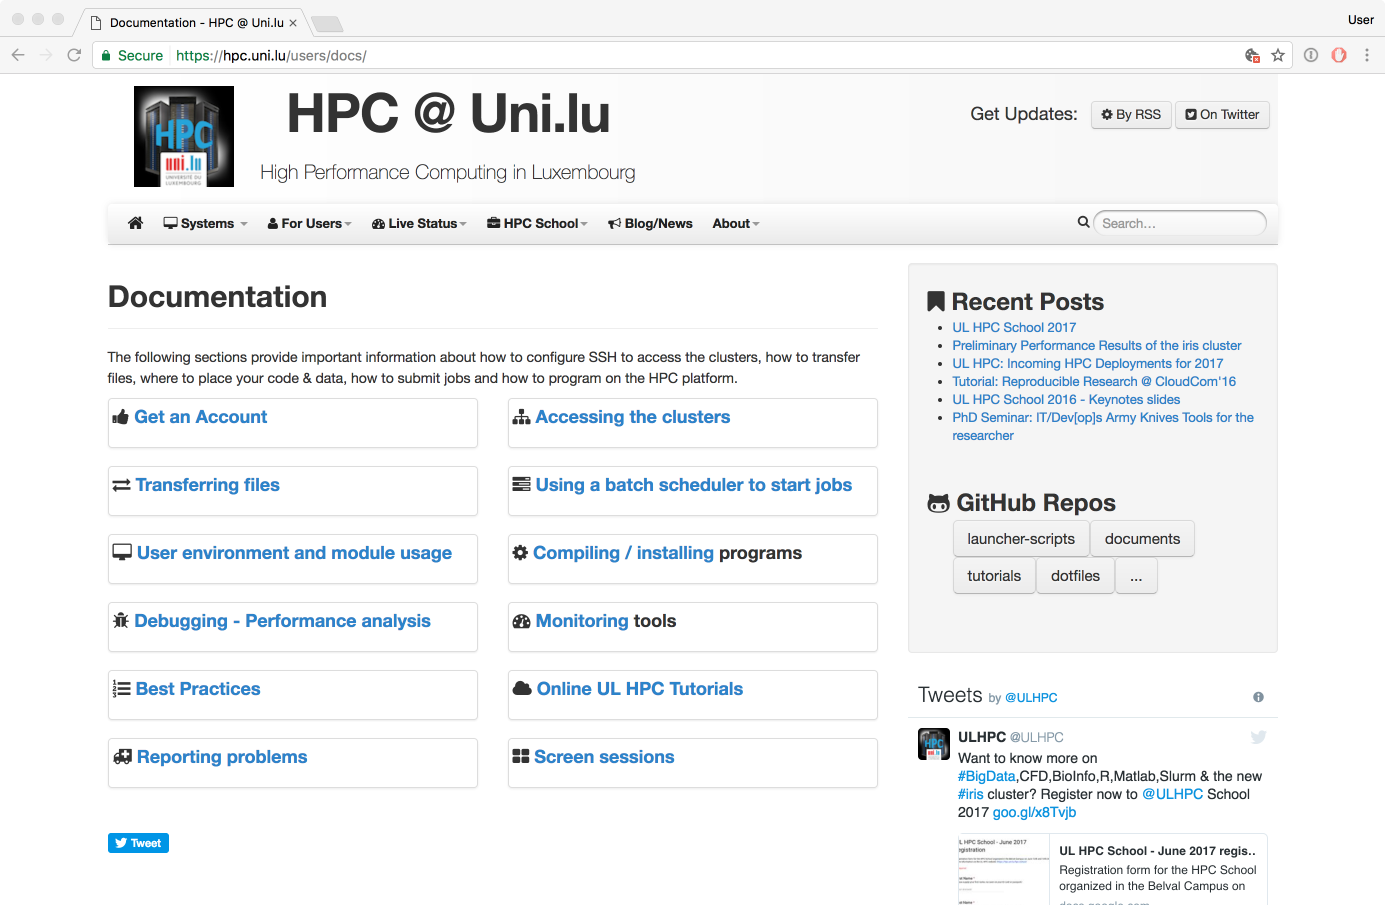 Documentation - HPC @ Uni.lu ×
User
Secure https://hpc.uni.lu/users/docs/
HPC
uni.lu
UNIVERSITÉ DU
LUXEMBOURG
HPC @ Uni.lu
High Performance Computing in Luxembourg
Get Updates: By RSS On Twitter
Systems For Users Live Status HPC School Blog/News About Search...
Documentation
The following sections provide important information about how to configure SSH to access the clusters, how to transfer
files, where to place your code & data, how to submit jobs and how to program on the HPC platform.
Get an Account
Accessing the clusters
Transferring files
Using a batch scheduler to start jobs
User environment and module usage
Compiling / installing programs
Debugging - Performance analysis
Monitoring tools
Best Practices
Online UL HPC Tutorials
Reporting problems
Screen sessions
Tweet
Recent Posts
UL HPC School 2017
Preliminary Performance Results of the iris cluster
UL HPC: Incoming HPC Deployments for 2017
Tutorial: Reproducible Research @ CloudCom'16
UL HPC School 2016 - Keynotes slides
PhD Seminar: IT/Dev[op]s Army Knives Tools for the
researcher
GitHub Repos
launcher-scripts documents
tutorials dotfiles ...
Tweets by @ULHPC
ULHPC @ULHPC
Want to know more on
#BigData,CFD,BioInfo,R,Matlab,Slurm & the new
#iris cluster? Register now to @ULHPC School
2017 goo.gl/x8Tvjb
UL HPC School - June 2017 regis..
Registration form for the HPC School
organized in the Belval Campus on